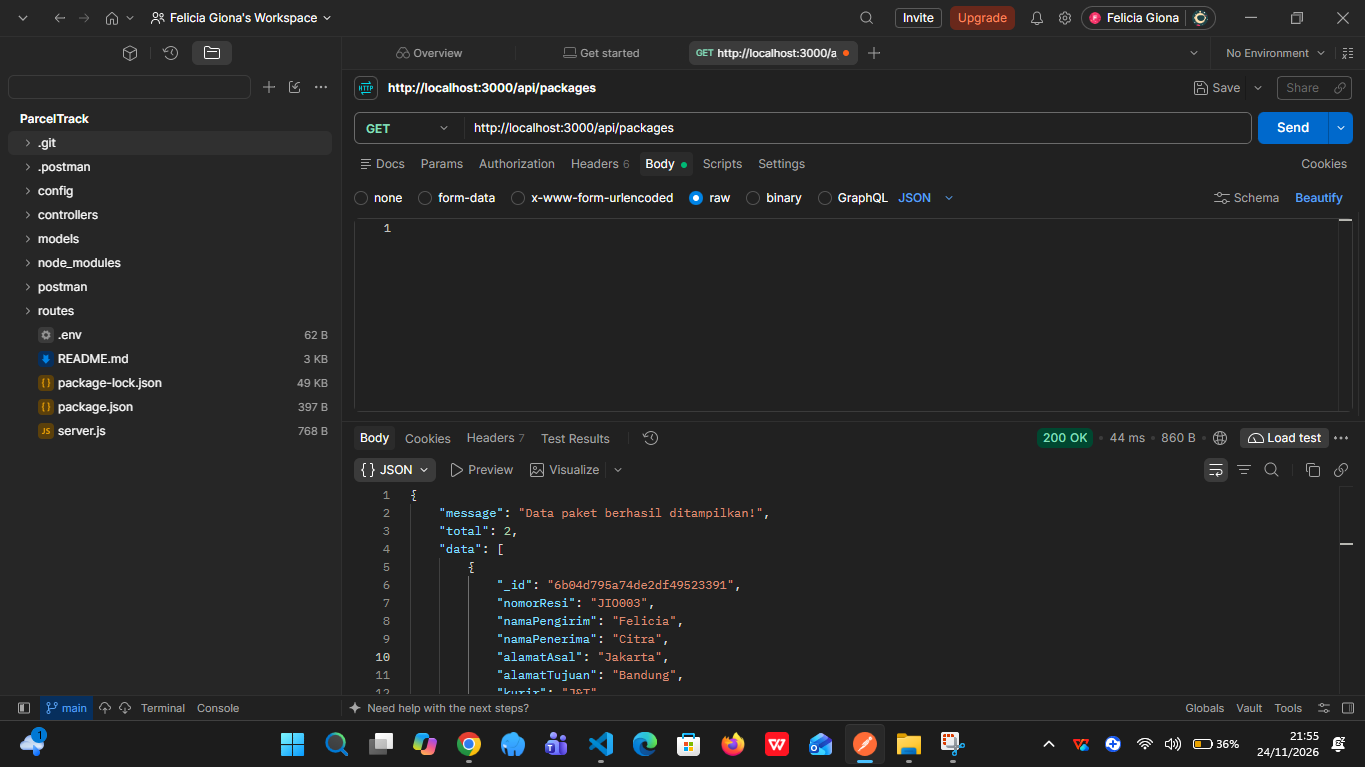 Felicia Giona's Workspace
Invite
Upgrade
Felicia Giona
Overview
Get started
GET http://localhost:3000/a
No Environment
HTTP http://localhost:3000/api/packages
Save
Share
ParcelTrack
GET http://localhost:3000/api/packages
Send
.git
.postman
config
controllers
models
node_modules
postman
routes
.env 62 B
README.md 3 KB
package-lock.json 49 KB
package.json 397 B
JS server.js 768 B
Docs Params Authorization Headers 6 Body Scripts Settings Cookies
none form-data x-www-form-urlencoded raw binary GraphQL JSON Schema Beautify
1
Body Cookies Headers 7 Test Results 200 OK • 44 ms • 860 B Load test
{} JSON Preview Visualize
1 {
2 "message": "Data paket berhasil ditampilkan!",
3 "total": 2,
4 "data": [
5 {
6 "_id": "6b04d795a74de2df49523391",
7 "nomorResi": "JIO003",
8 "namaPengirim": "Felicia",
9 "namaPenerima": "Citra",
10 "alamatAsal": "Jakarta",
11 "alamatTujuan": "Bandung",
12 "kurir": "J&T"
main Terminal Console Need help with the next steps? Globals Vault Tools
1
36%
21:55
24/11/2026